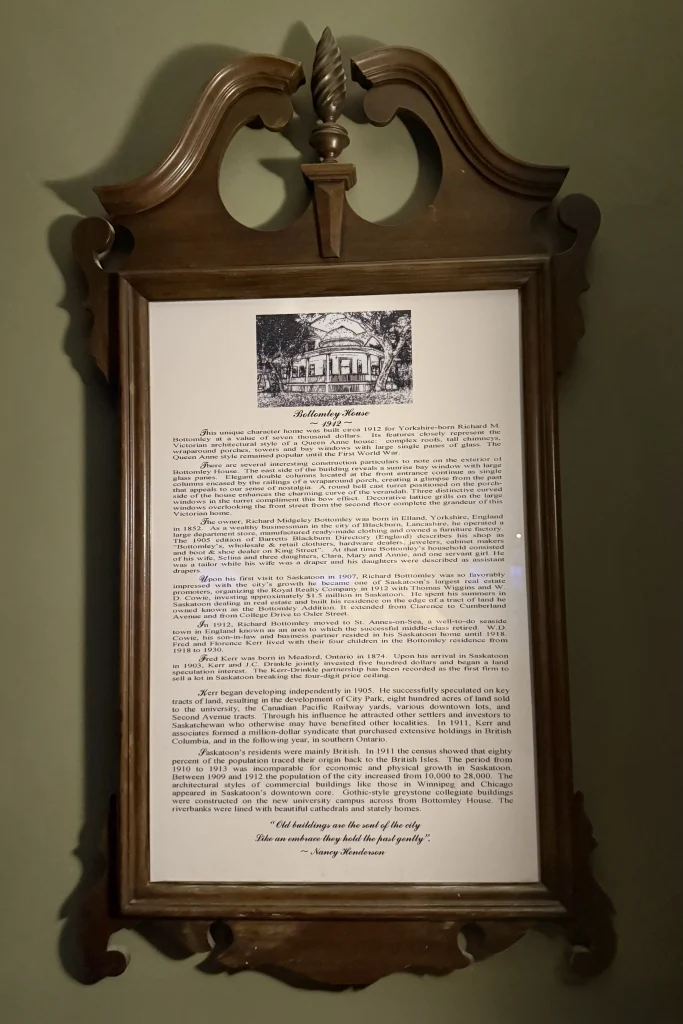 Bottomley House
~ 1912 ~
This unique character home was built circa 1912 for Yorkshire-born Richard M.
Bottomley at a value of seven thousand dollars. Its features closely represent the
Victorian architectural style of a Queen Anne house: complex roofs, tall chimneys,
wraparound porches, towers and bay windows with large single panes of glass. The
Queen Anne style remained popular until the First World War.
There are several interesting construction particulars to note on the exterior of
Bottomley House. The east side of the building reveals a sunrise bay window with large
glass panes. Elegant double columns located at the front entrance continue as single
columns encased by the railings of a wraparound porch, creating a glimpse from the past
that appeals to our sense of nostalgia. A round bell cast turret positioned on the porch-
side of the house enhances the charming curve of the verandah. Three distinctive curved
windows in the turret compliment this bow effect. Decorative lattice grills on the large
windows of the front street from the second floor complete the grandeur of this
Victorian home.
The owner, Richard Midgeley Bottomley was born in Elland, Yorkshire, England
in 1852. As a wealthy businessman in the city of Blackburn, Lancashire, he operated a
large department store, manufactured ready-made clothing and owned a furniture factory.
The 1905 edition of Barretts Blackburn Directory (England) describes his shop as
"Bottomley's, wholesale & retail clothiers, hardware dealers, jewelers, cabinet makers
and boot & shoe dealer on King Street". At that time Bottomley's household consisted
of his wife, Selina and three daughters, Clara, Mary and Annie, and one servant girl. He
was a tailor while his wife was a draper and his daughters were described as assistant
drapers.
Upon his first visit to Saskatoon in 1907, Richard Botttomley was so favorably
impressed with the city's growth he became one of Saskatoon's largest real estate
promoters, organizing the Royal Realty Company in 1912 with Thomas Wiggins and W.
D. Cowie, investing approximately $1.5 million in Saskatoon. He spent his summers in
Saskatoon dealing in real estate and built his residence on the edge of a tract of land he
owned known as the Bottomley Addition. It extended from Clarence to Cumberland
Avenue and from College Drive to Osler Street.
In 1912, Richard Bottomley moved to St. Annes-on-Sea, a well-to-do seaside
town in England known as an area to which the successful middle-class retired. W.D.
Cowie, his son-in-law and business partner resided in his Saskatoon home until 1918.
Fred and Florence Kerr lived with their four children in the Bottomley residence from
1918 to 1930.
Fred Kerr was born in Meaford, Ontario in 1874. Upon his arrival in Saskatoon
in 1903, Kerr and J.C. Drinkle jointly invested five hundred dollars and began a land
speculation interest. The Kerr-Drinkle partnership has been recorded as the first firm to
sell a lot in Saskatoon breaking the four-digit price ceiling.
Kerr began developing independently in 1905. He successfully speculated on key
tracts of land, resulting in the development of City Park, eight hundred acres of land sold
to the university, the Canadian Pacific Railway yards, various downtown lots, and
Second Avenue tracts. Through his influence he attracted other settlers and investors to
Saskatchewan who otherwise may have benefited other localities. In 1911, Kerr and
associates formed a million-dollar syndicate that purchased extensive holdings in British
Columbia, and in the following year, in southern Ontario.
Saskatoon's residents were mainly British. In 1911 the census showed that eighty
percent of the population traced their origin back to the British Isles. The period from
1910 to 1913 was incomparable for economic and physical growth in Saskatoon.
Between 1909 and 1912 the population of the city increased from 10,000 to 28,000. The
architectural styles of commercial buildings like those in Winnipeg and Chicago
appeared in Saskatoon's downtown core. Gothic-style greystone collegiate buildings
were constructed on the new university campus across from Bottomley House. The
riverbanks were lined with beautiful cathedrals and stately homes.
"Old buildings are the soul of the city
Like an embrace they hold the past gently".
~ Nancy Henderson